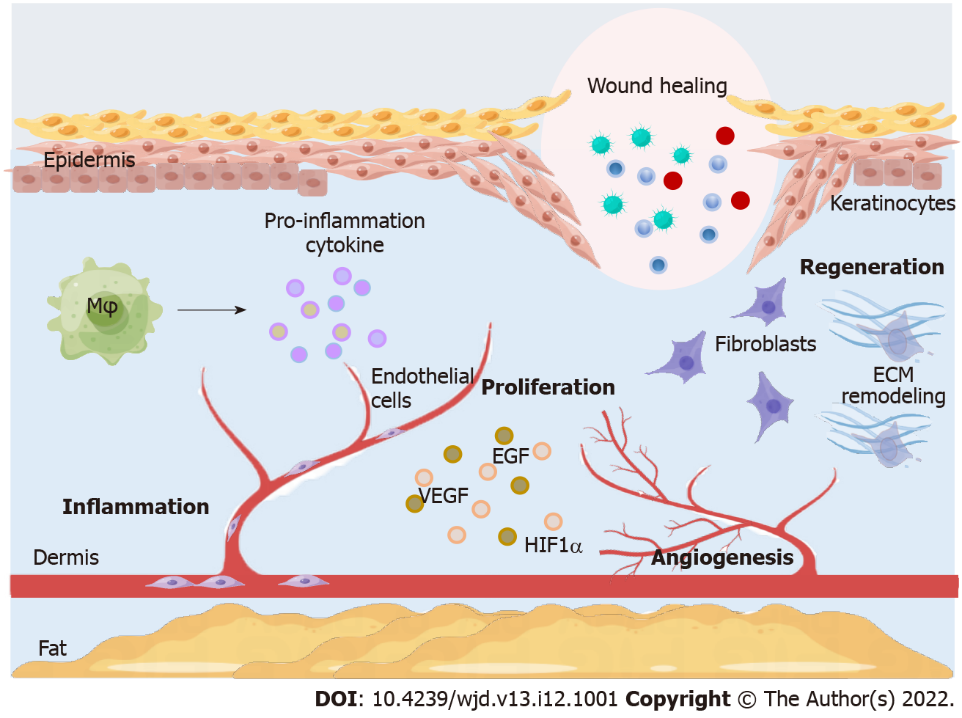 Wound healing
Epidermis
Keratinocytes
Pro-inflammation
cytokine
Regeneration
Mφ
Fibroblasts
Endothelial
cells
Proliferation
ECM
remodeling
EGF
VEGF
Inflammation
HIF1α
Dermis
Angiogenesis
Fat
DOI: 10.4239/wjd.v13.i12.1001 Copyright © The Author(s) 2022.